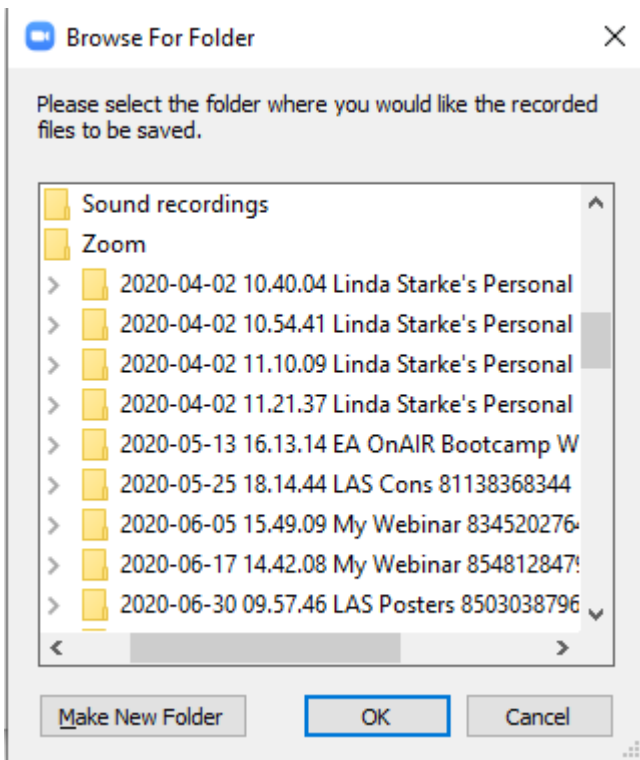 Browse For Folder
Please select the folder where you would like the recorded
files to be saved.
Sound recordings
Zoom
2020-04-02 10.40.04 Linda Starke's Personal
2020-04-02 10.54.41 Linda Starke's Personal
2020-04-02 11.10.09 Linda Starke's Personal
2020-04-02 11.21.37 Linda Starke's Personal
2020-05-13 16.13.14 EA OnAIR Bootcamp W
2020-05-25 18.14.44 LAS Cons 81138368344
2020-06-05 15.49.09 My Webinar 834520276
2020-06-17 14.42.08 My Webinar 854812847
2020-06-30 09.57.46 LAS Posters 8503038796
Make New Folder
OK
Cancel